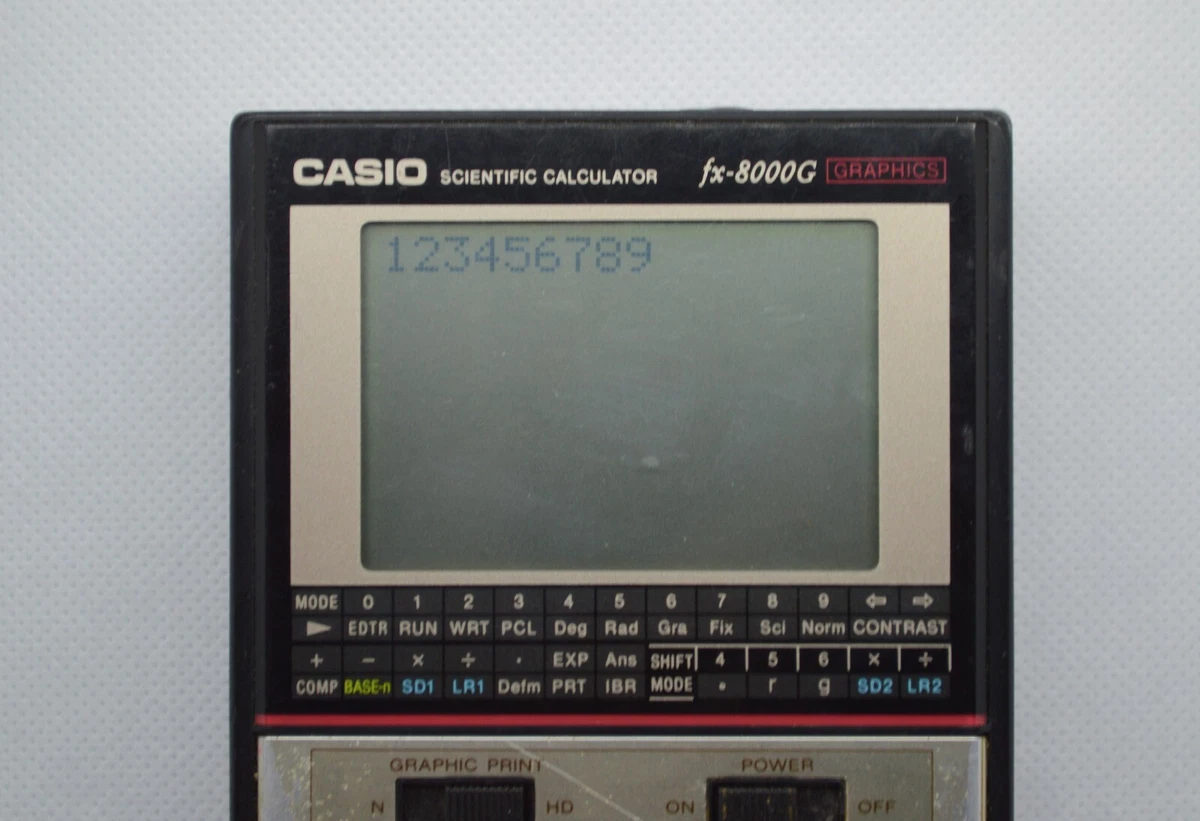 CASIO SCIENTIFIC CALCULATOR fx-8000G GRAPHICS
123456789
MODE 0 1 2 3 4 5 6 7 8 9 ⇦ ⇨
► EDTR RUN WRT PCL Deg Rad Gra Fix Sci Norm CONTRAST
+ − × ÷ · EXP Ans SHIFT 4 5 6 × ÷
COMP BASE-n SD1 LR1 Defm PRT IBR MODE ° r g SD2 LR2
GRAPHIC PRINT POWER
N HD ON OFF